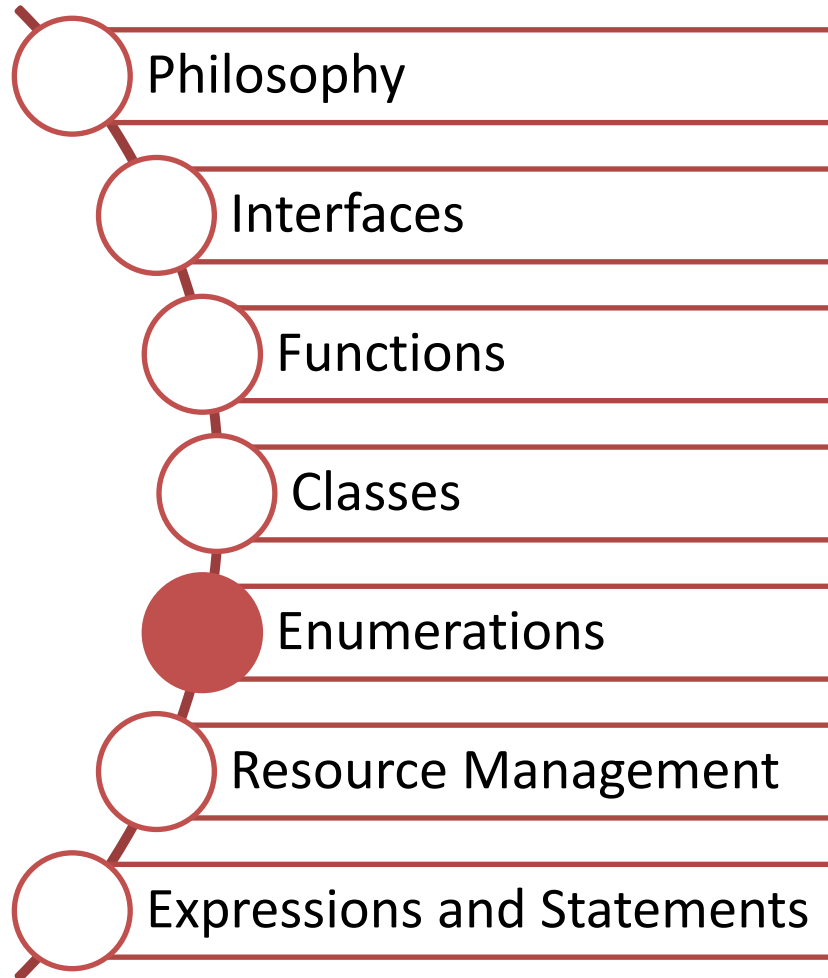 Philosophy
Interfaces
Functions
Classes
Enumerations
Resource Management
Expressions and Statements